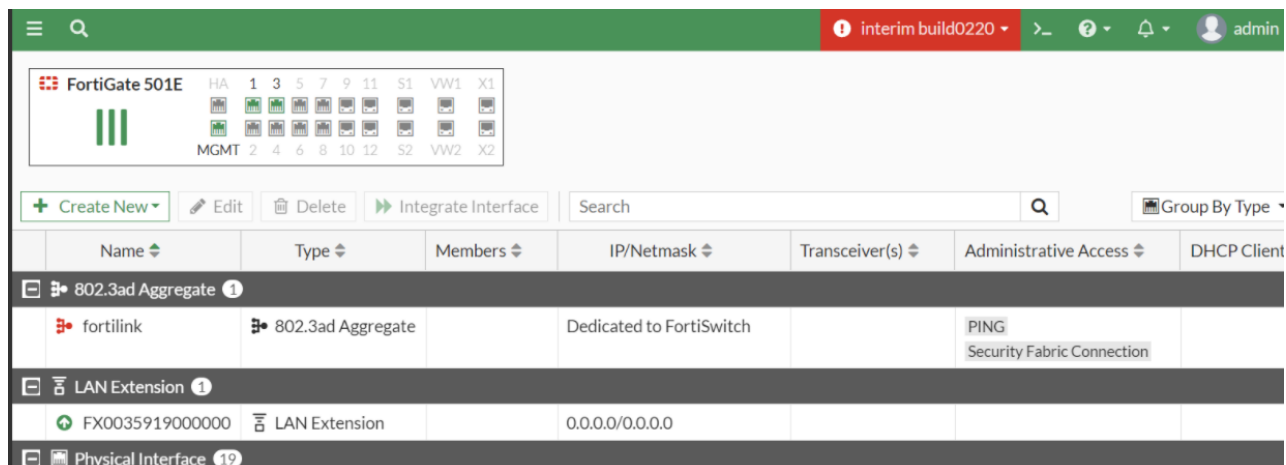 interim build0220 >_ admin
FortiGate 501E HA 1 3 5 7 9 11 S1 VW1 X1
MGMT 2 4 6 8 10 12 S2 VW2 X2
+ Create New Edit Delete Integrate Interface Search Group By Type
Name Type Members IP/Netmask Transceiver(s) Administrative Access DHCP Client
802.3ad Aggregate 1
fortilink 802.3ad Aggregate Dedicated to FortiSwitch PING
Security Fabric Connection
LAN Extension 1
FX0035919000000 LAN Extension 0.0.0.0/0.0.0.0
Physical Interface 19